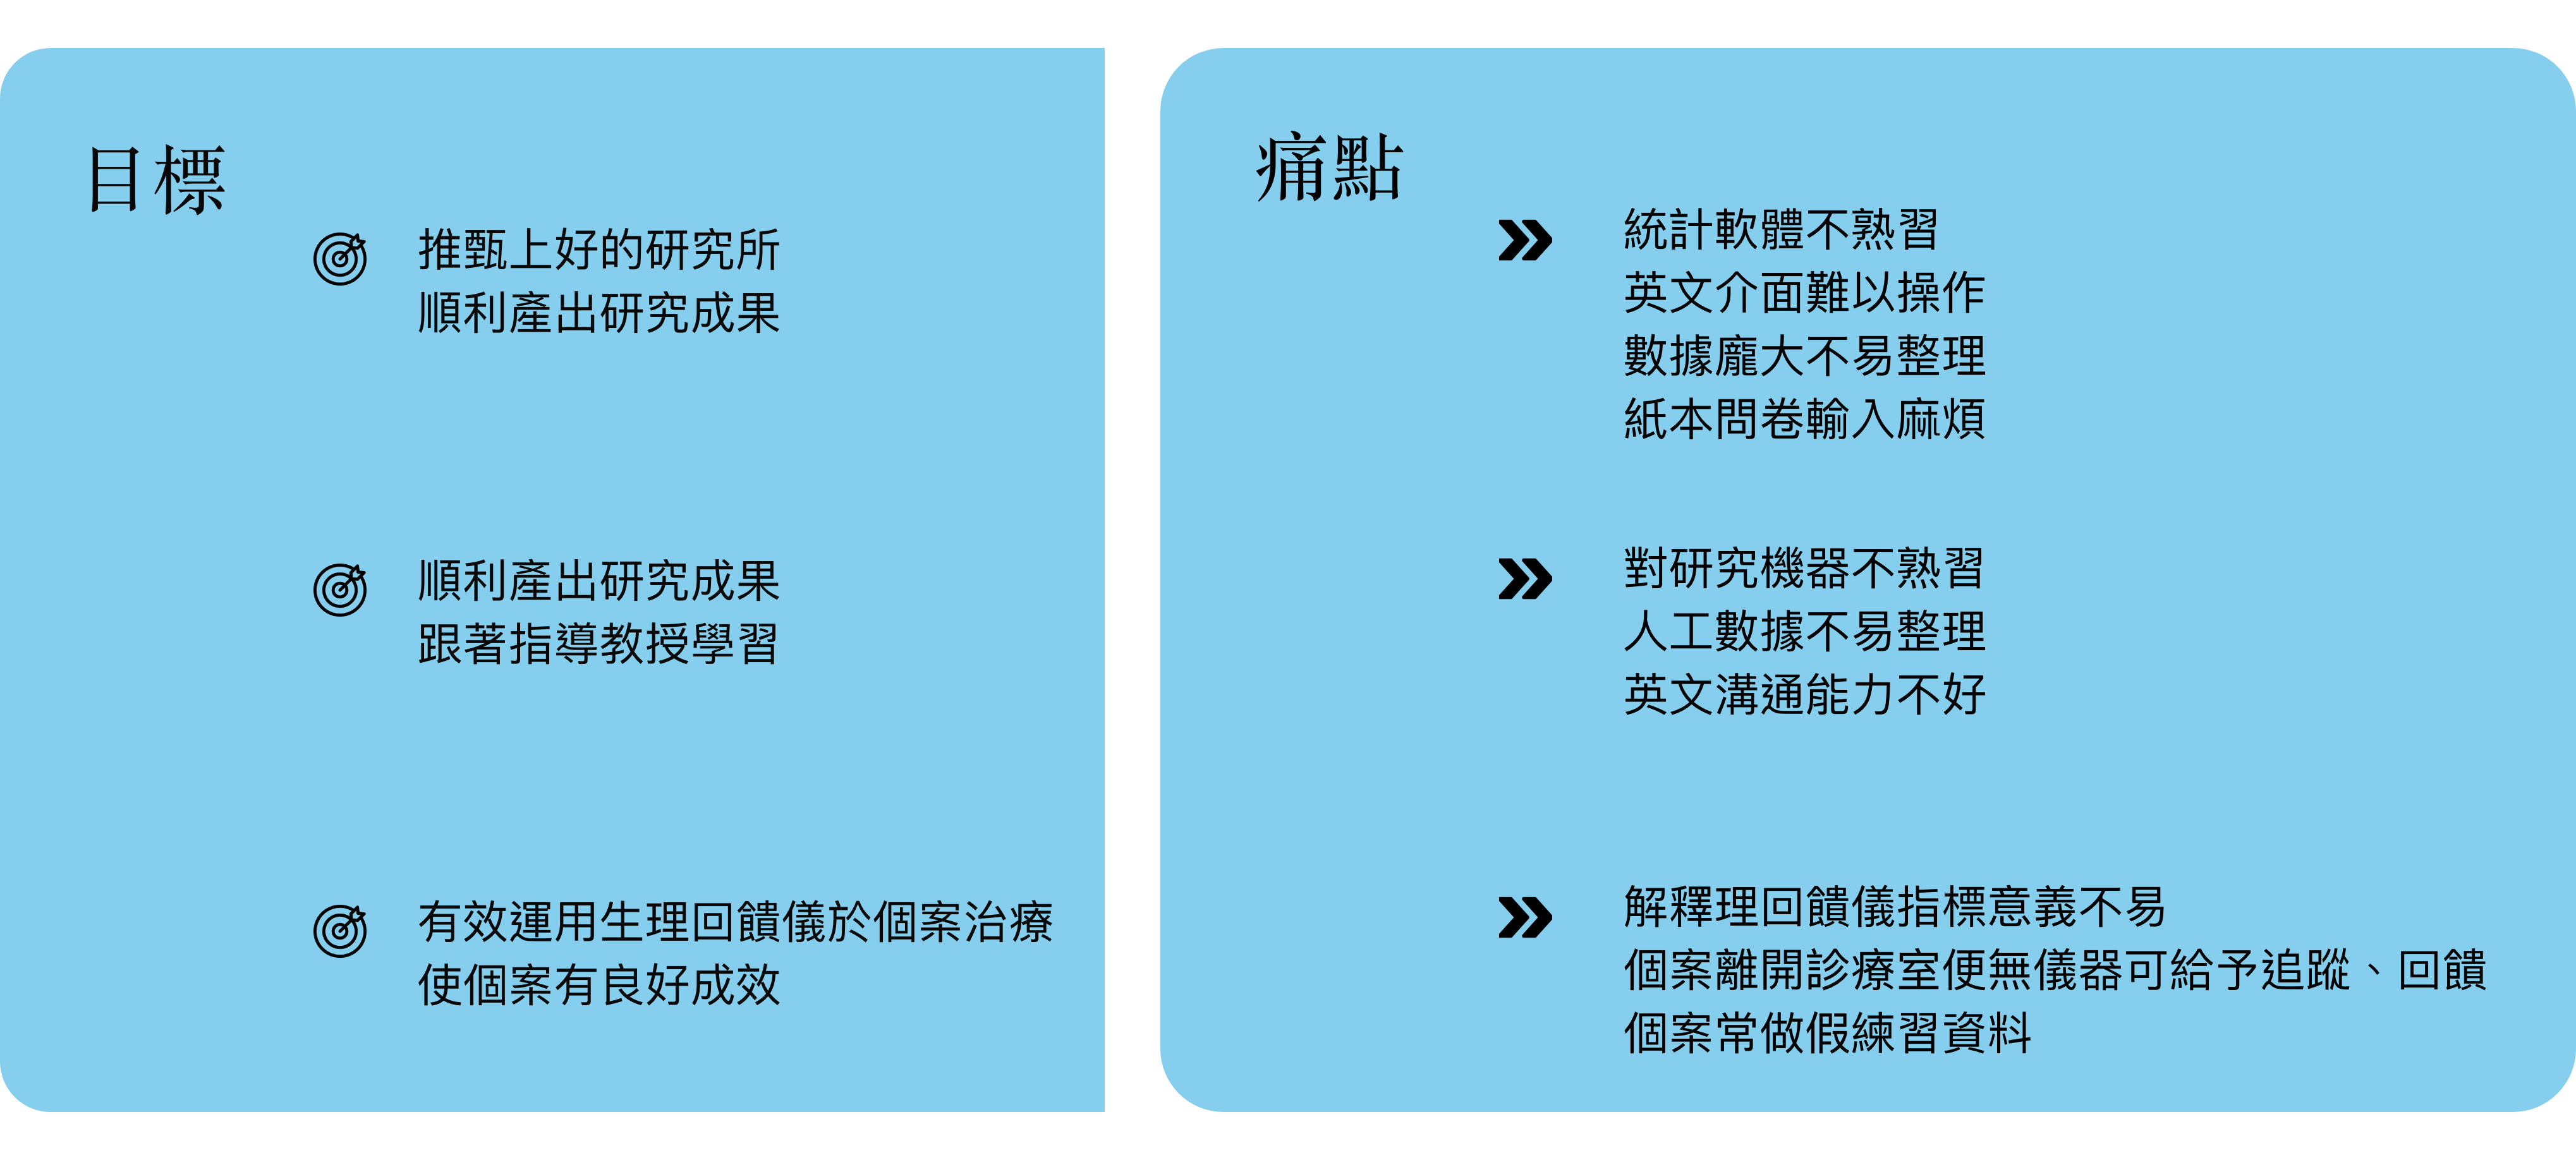 目標
推甄上好的研究所
順利產出研究成果
順利產出研究成果
跟著指導教授學習
有效運用生理回饋儀於個案治療
使個案有良好成效
痛點
統計軟體不熟習
英文介面難以操作
數據龐大不易整理
紙本問卷輸入麻煩
對研究機器不熟習
人工數據不易整理
英文溝通能力不好
解釋理回饋儀指標意義不易
個案離開診療室便無儀器可給予追蹤、回饋
個案常做假練習資料